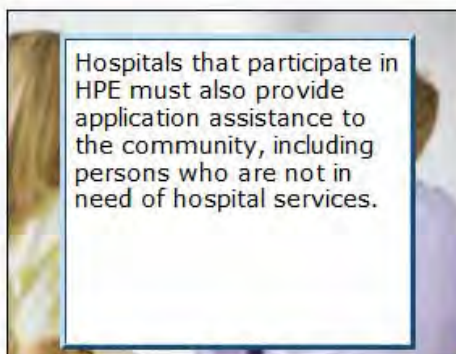 Hospitals that participate in
HPE must also provide
application assistance to
the community, including
persons who are not in
need of hospital services.